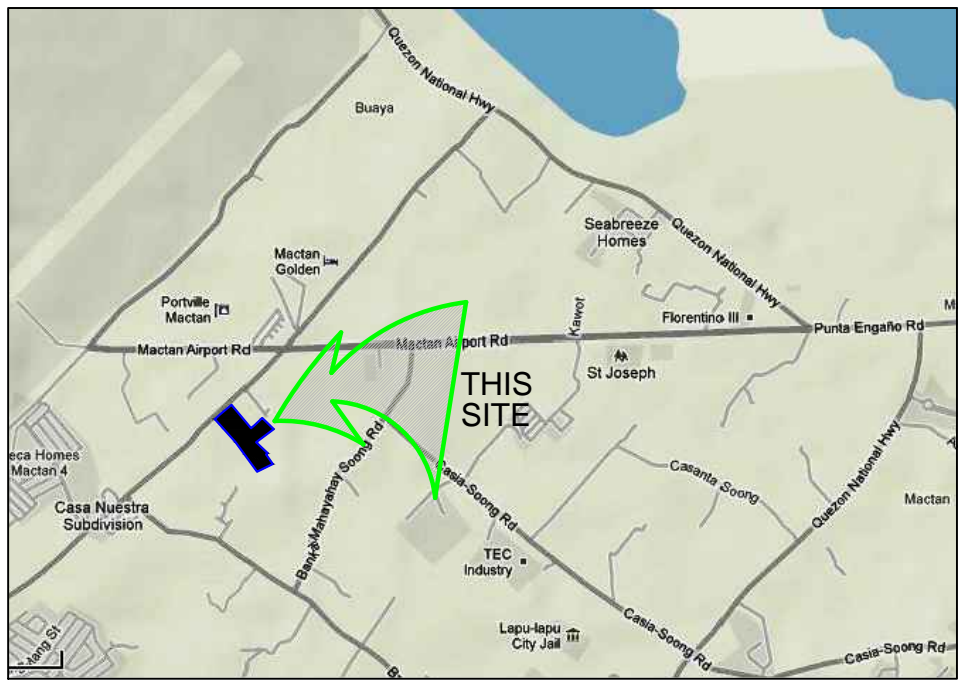 Quezon National Hwy
Buaya
Seabreeze
Homes
Quezon National Hwy
Mactan
Golden
Portville
Mactan
Kawot
Florentino III
Punta Engaño Rd
Mactan Airport Rd
Mactan Airport Rd
St Joseph
THIS
SITE
eca Homes
Mactan 4
Casa Nuestra
Subdivision
Mahayahay Soong Rd
Casia-Soong Rd
Casanta Soong
Quezon National Hwy
Mactan
TEC
Industry
Lapu-lapu
City Jail
Casia-Soong Rd
Casia-Soong Rd